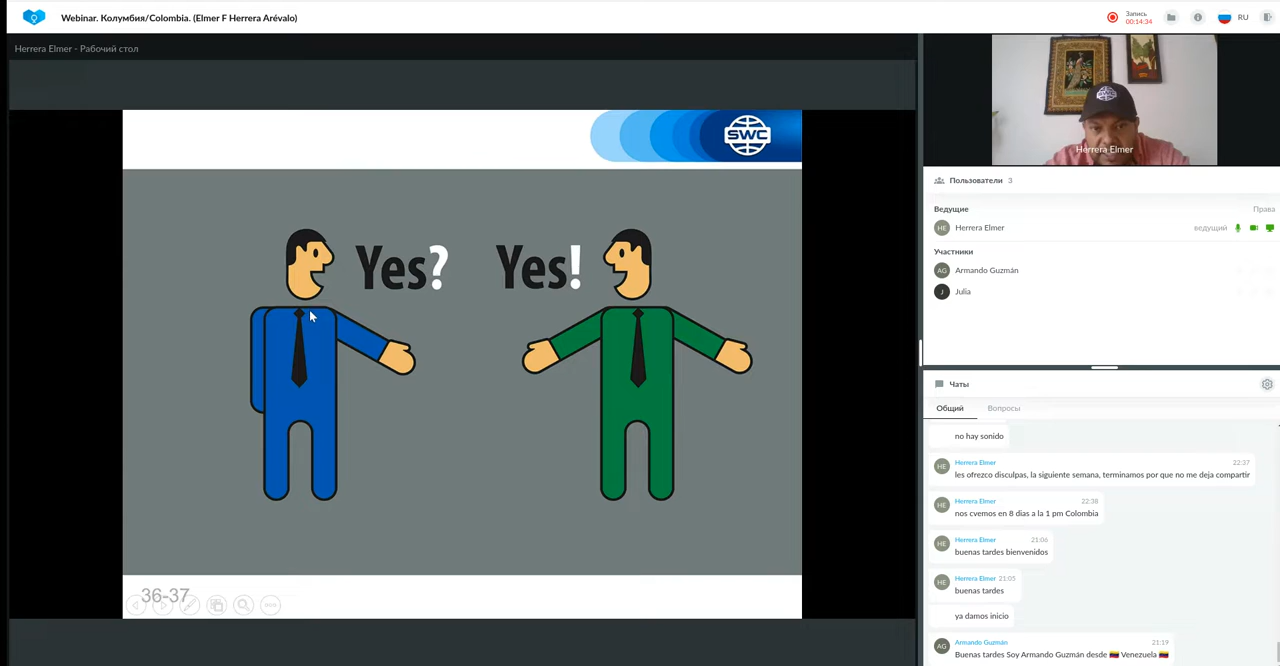 Webinar. Колумбия/Colombia. (Elmer F Herrera Arévalo)
Запись
00:14:34
RU
Herrera Elmer - Рабочий стол
SWC
Yes? Yes!
36-37
SWC
Herrera Elmer
Пользователи 3
Ведущие Права
HE Herrera Elmer ведущий
Участники
AG Armando Guzmán
J Julia
Чаты
Общий Вопросы
no hay sonido
HE Herrera Elmer 22:37
les ofrezco disculpas, la siguiente semana, terminamos por que no me deja compartir
HE Herrera Elmer 22:38
nos cvemos en 8 dias a la 1 pm Colombia
HE Herrera Elmer 21:06
buenas tardes bienvenidos
HE Herrera Elmer 21:05
buenas tardes
ya damos inicio
AG Armando Guzmán 21:19
Buenas tardes Soy Armando Guzmán desde 🇻🇪 Venezuela 🇻🇪